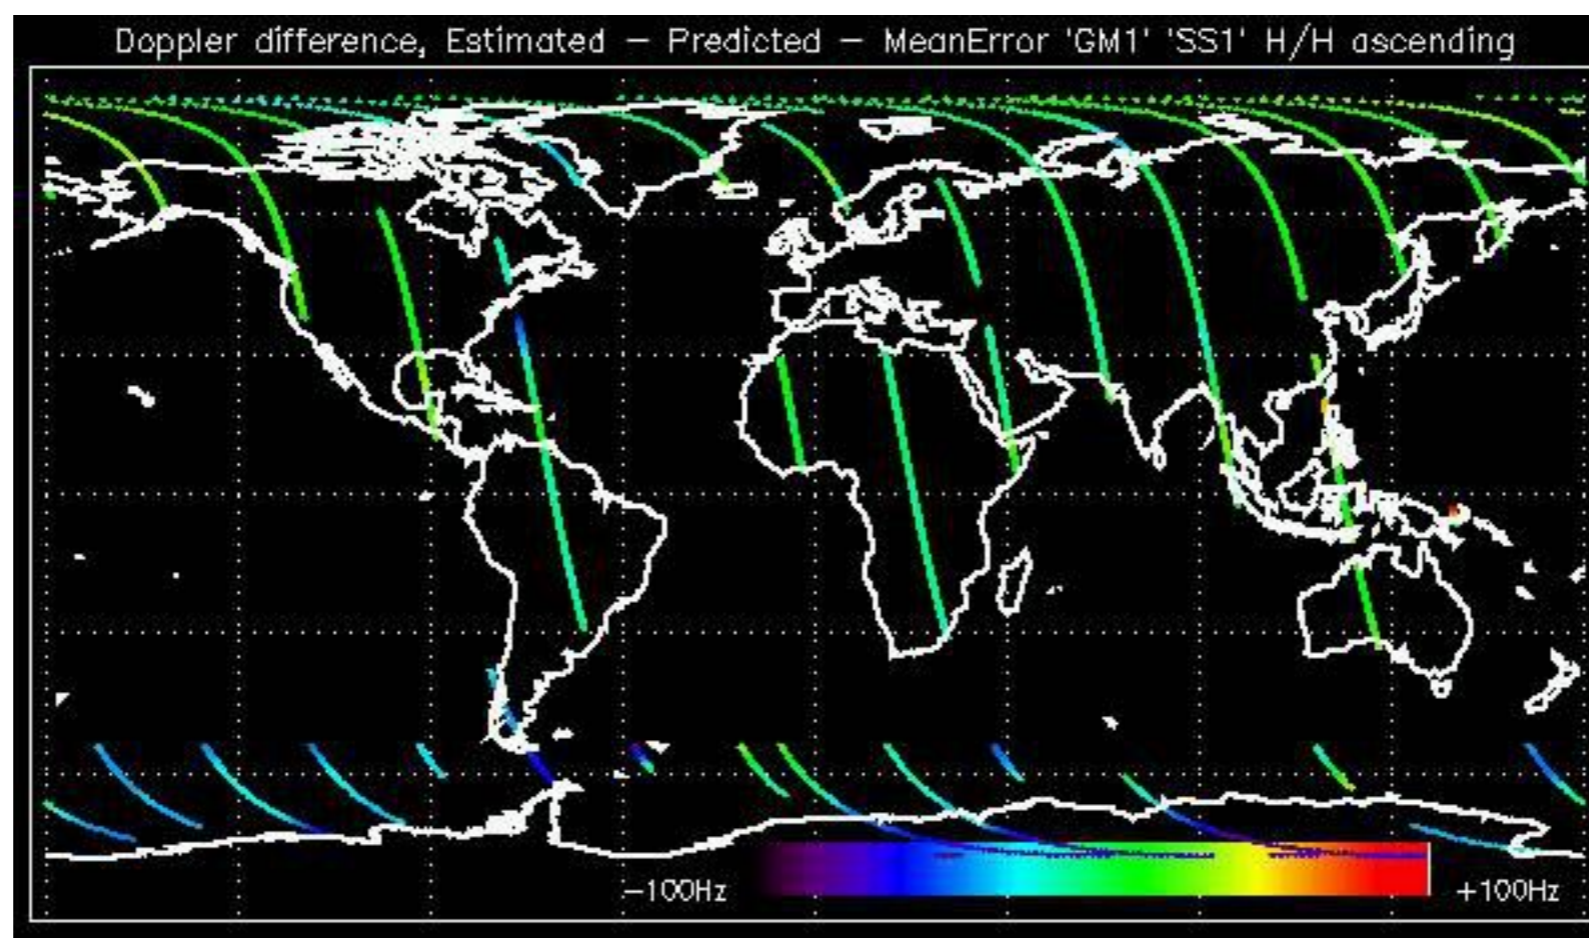 Doppler difference, Estimated – Predicted – MeanError 'GM1' 'SS1' H/H ascending
−100Hz +100Hz